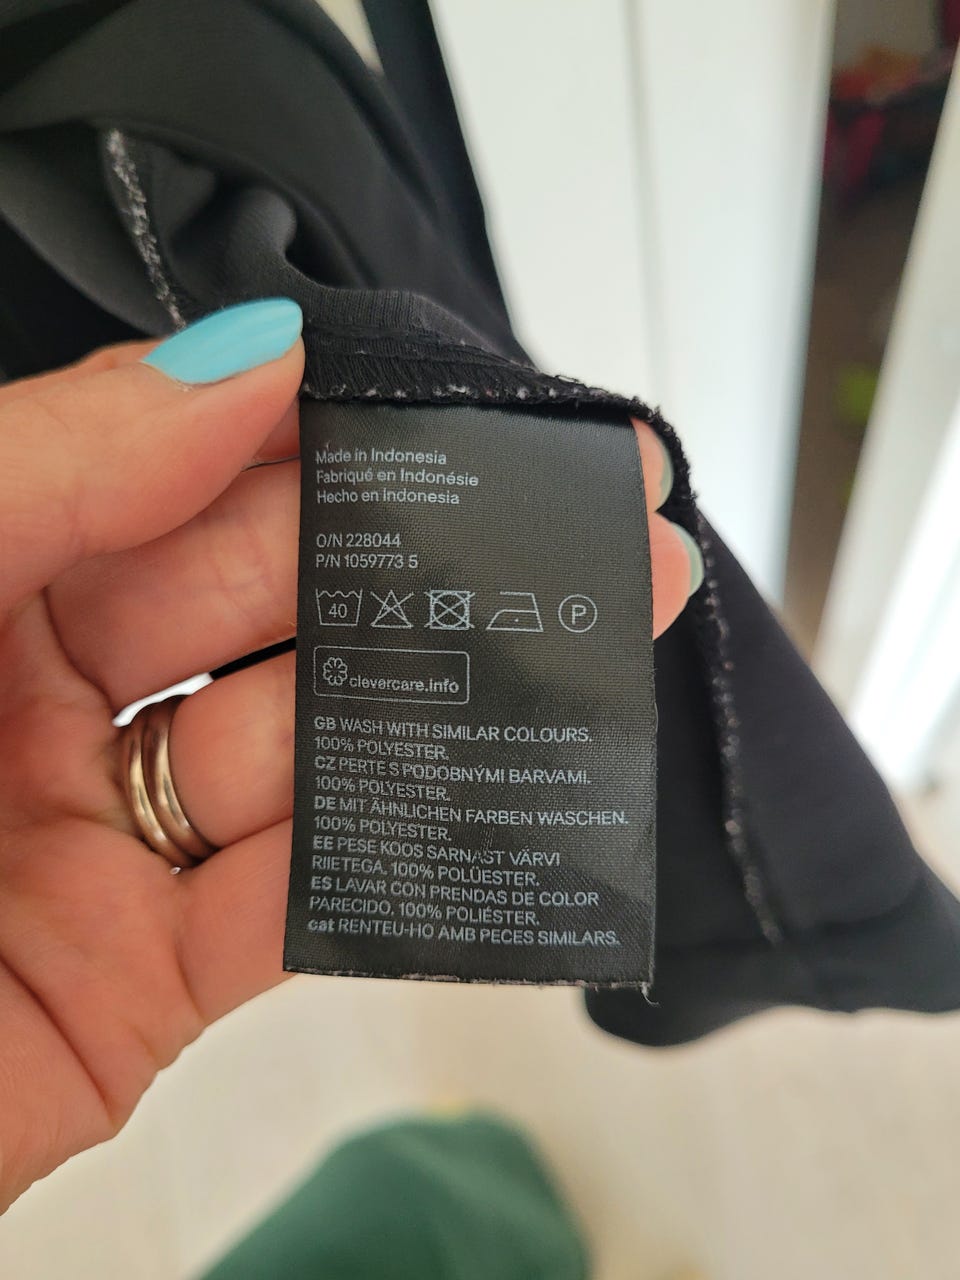 Made in Indonesia
Fabriqué en Indonésie
Hecho en Indonesia
O/N 228044
P/N 1059773 5
40 P
clevercare.info
GB WASH WITH SIMILAR COLOURS.
100% POLYESTER.
CZ PERTE S PODOBNÝMI BARVAMI.
100% POLYESTER.
DE MIT ÄHNLICHEN FARBEN WASCHEN.
100% POLYESTER.
EE PESE KOOS SARNAST VÄRVI
RIIETEGA. 100% POLÜESTER.
ES LAVAR CON PRENDAS DE COLOR
PARECIDO. 100% POLIÉSTER.
cat RENTEU-HO AMB PECES SIMILARS.